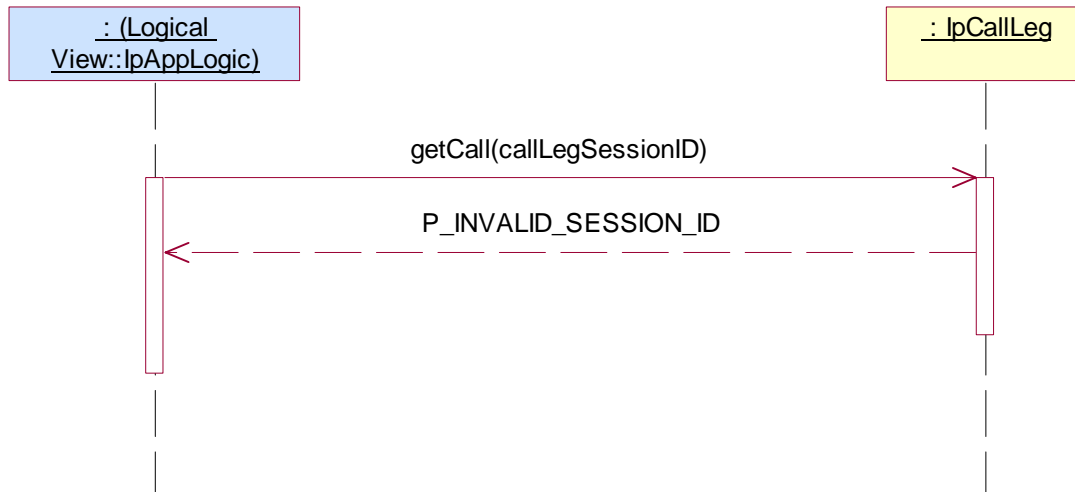 : (Logical
View::IpAppLogic)
: IpCallLeg
getCall(callLegSessionID)
P_INVALID_SESSION_ID